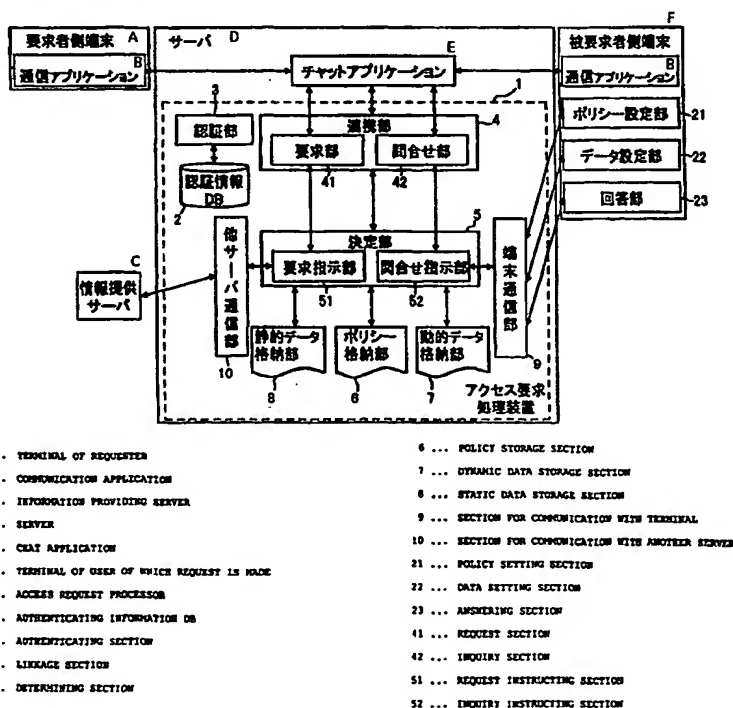 F
要求者側端末 A
サーバ D
被要求者側端末
B
通信アプリケーション
E
チャットアプリケーション
B
通信アプリケーション
1
3
認証部
連携部
4
ポリシー設定部
21
要求部
問合せ部
データ設定部
22
認証情報
DB
41
42
2
回答部
23
5
決定部
C
情報提供
サーバ
他サーバ通信部
要求指示部
問合せ指示部
端末通信部
51
52
静的データ
格納部
ポリシー
格納部
動的データ
格納部
10
8
6
7
9
アクセス要求
処理装置
. TERMINAL OF REQUESTER
. COMMUNICATION APPLICATION
. INFORMATION PROVIDING SERVER
. SERVER
. CHAT APPLICATION
. TERMINAL OF USER OF WHICH REQUEST IS MADE
. ACCESS REQUEST PROCESSOR
. AUTHENTICATING INFORMATION DB
. AUTHENTICATING SECTION
. LINKAGE SECTION
. DETERMINING SECTION
6 ... POLICY STORAGE SECTION
7 ... DYNAMIC DATA STORAGE SECTION
8 ... STATIC DATA STORAGE SECTION
9 ... SECTION FOR COMMUNICATION WITH TERMINAL
10 ... SECTION FOR COMMUNICATION WITH ANOTHER SERVER
21 ... POLICY SETTING SECTION
22 ... DATA SETTING SECTION
23 ... ANSWERING SECTION
41 ... REQUEST SECTION
42 ... INQUIRY SECTION
51 ... REQUEST INSTRUCTING SECTION
52 ... INQUIRY INSTRUCTING SECTION